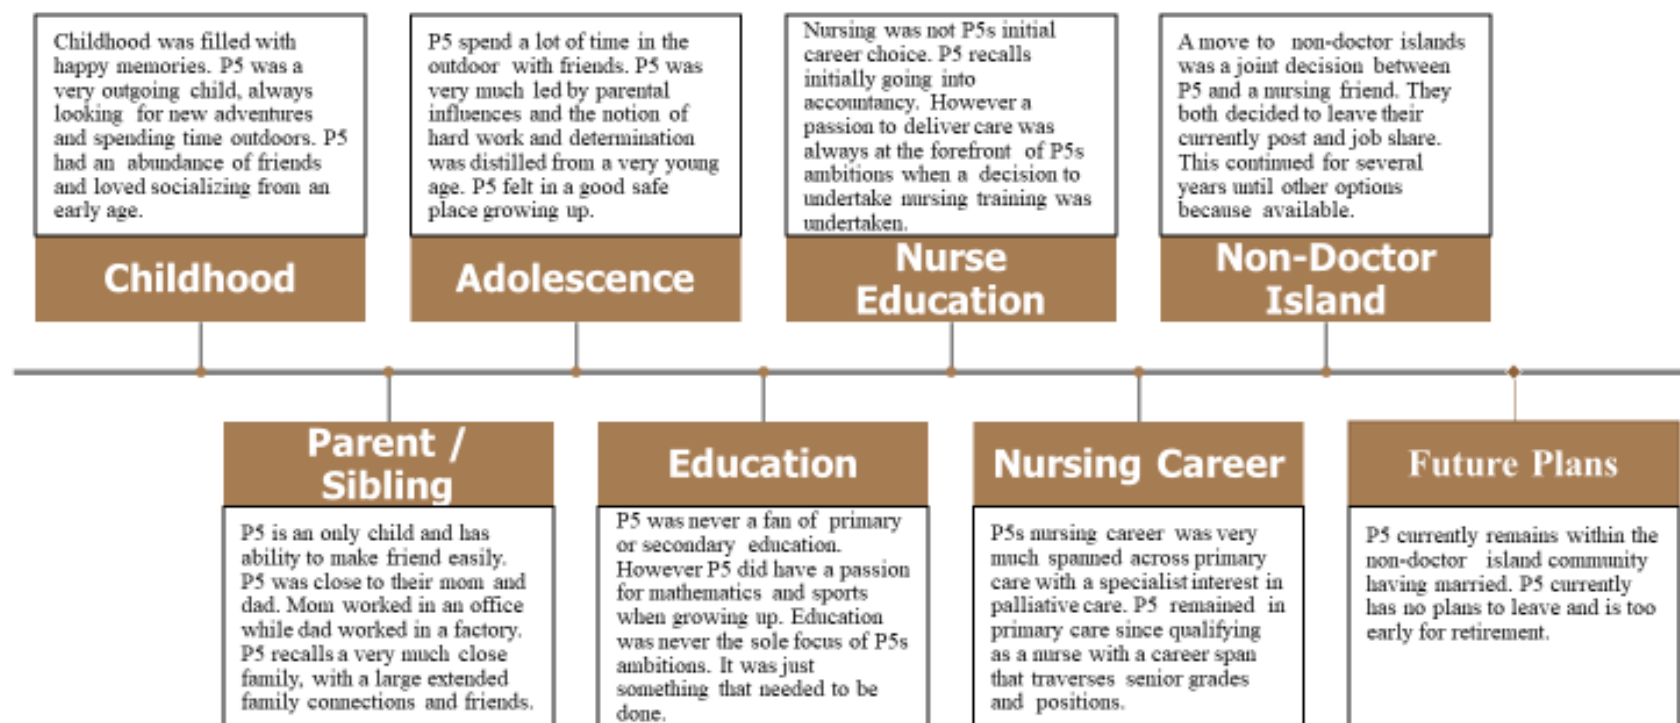 Childhood was filled with
happy memories. P5 was a
very outgoing child, always
looking for new adventures
and spending time outdoors. P5
had an abundance of friends
and loved socializing from an
early age.
Childhood
P5 spend a lot of time in the
outdoor with friends. P5 was
very much led by parental
influences and the notion of
hard work and determination
was distilled from a very young
age. P5 felt in a good safe
place growing up.
Adolescence
Nursing was not P5s initial
career choice. P5 recalls
initially going into
accountancy. However a
passion to deliver care was
always at the forefront of P5s
ambitions when a decision to
undertake nursing training was
undertaken.
Nurse
Education
A move to non-doctor islands
was a joint decision between
P5 and a nursing friend. They
both decided to leave their
currently post and job share.
This continued for several
years until other options
because available.
Non-Doctor
Island
Parent /
Sibling
P5 is an only child and has
ability to make friend easily.
P5 was close to their mom and
dad. Mom worked in an office
while dad worked in a factory.
P5 recalls a very much close
family, with a large extended
family connections and friends.
Education
P5 was never a fan of primary
or secondary education.
However P5 did have a passion
for mathematics and sports
when growing up. Education
was never the sole focus of P5s
ambitions. It was just
something that needed to be
done.
Nursing Career
P5s nursing career was very
much spanned across primary
care with a specialist interest in
palliative care. P5 remained in
primary care since qualifying
as a nurse with a career span
that traverses senior grades
and positions.
Future Plans
P5 currently remains within the
non-doctor island community
having married. P5 currently
has no plans to leave and is too
early for retirement.